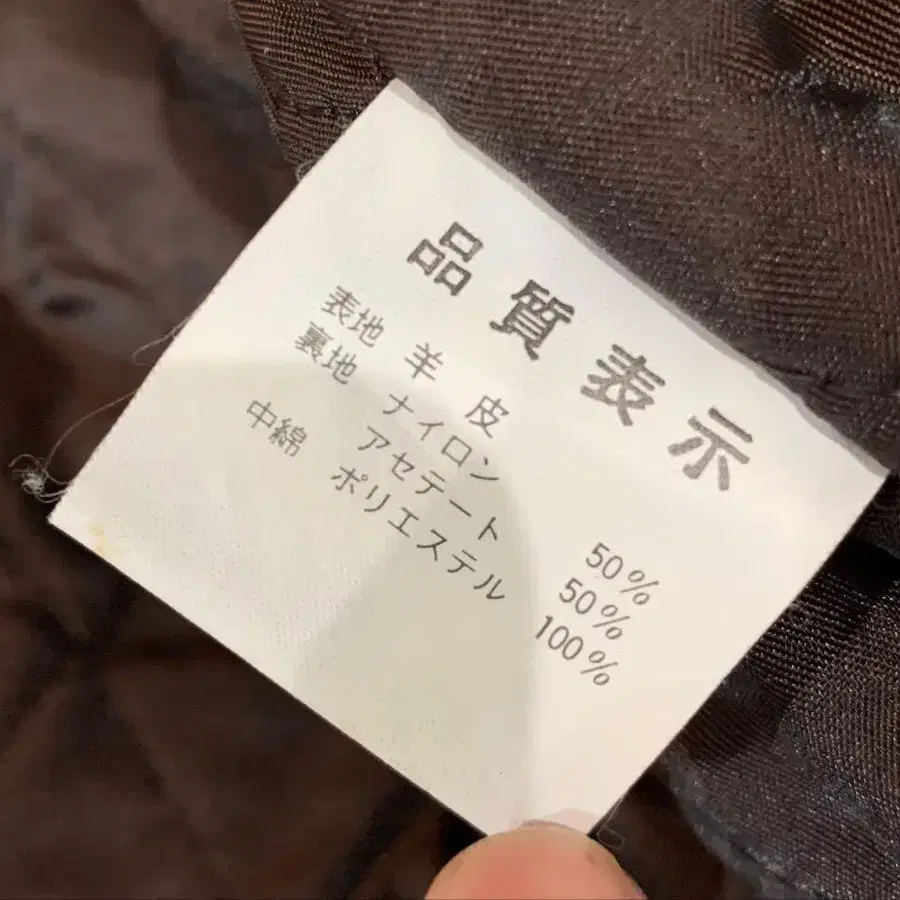 品質表示
表地 羊皮
裏地 ナイロン 50%
アセテート 50%
中綿 ポリエステル 100%